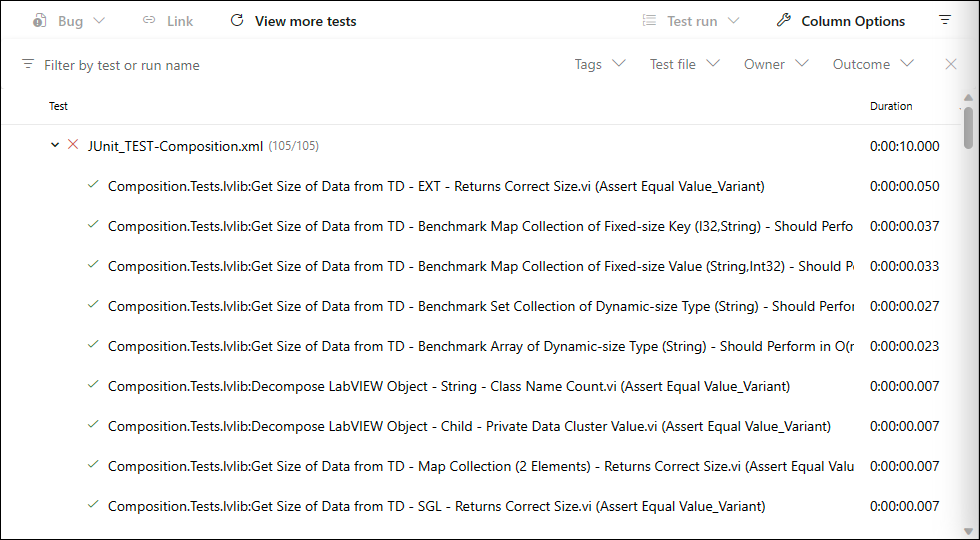 Bug Link View more tests Test run Column Options
Filter by test or run name Tags Test file Owner Outcome
Test Duration
JUnit_TEST-Composition.xml (105/105) 0:00:10.000
Composition.Tests.lvlib:Get Size of Data from TD - EXT - Returns Correct Size.vi (Assert Equal Value_Variant) 0:00:00.050
Composition.Tests.lvlib:Get Size of Data from TD - Benchmark Map Collection of Fixed-size Key (I32,String) - Should Perfo 0:00:00.037
Composition.Tests.lvlib:Get Size of Data from TD - Benchmark Map Collection of Fixed-size Value (String,Int32) - Should P 0:00:00.033
Composition.Tests.lvlib:Get Size of Data from TD - Benchmark Set Collection of Dynamic-size Type (String) - Should Perfor 0:00:00.027
Composition.Tests.lvlib:Get Size of Data from TD - Benchmark Array of Dynamic-size Type (String) - Should Perform in O( 0:00:00.023
Composition.Tests.lvlib:Decompose LabVIEW Object - String - Class Name Count.vi (Assert Equal Value_Variant) 0:00:00.007
Composition.Tests.lvlib:Decompose LabVIEW Object - Child - Private Data Cluster Value.vi (Assert Equal Value_Variant) 0:00:00.007
Composition.Tests.lvlib:Get Size of Data from TD - Map Collection (2 Elements) - Returns Correct Size.vi (Assert Equal Valu 0:00:00.007
Composition.Tests.lvlib:Get Size of Data from TD - SGL - Returns Correct Size.vi (Assert Equal Value_Variant) 0:00:00.007